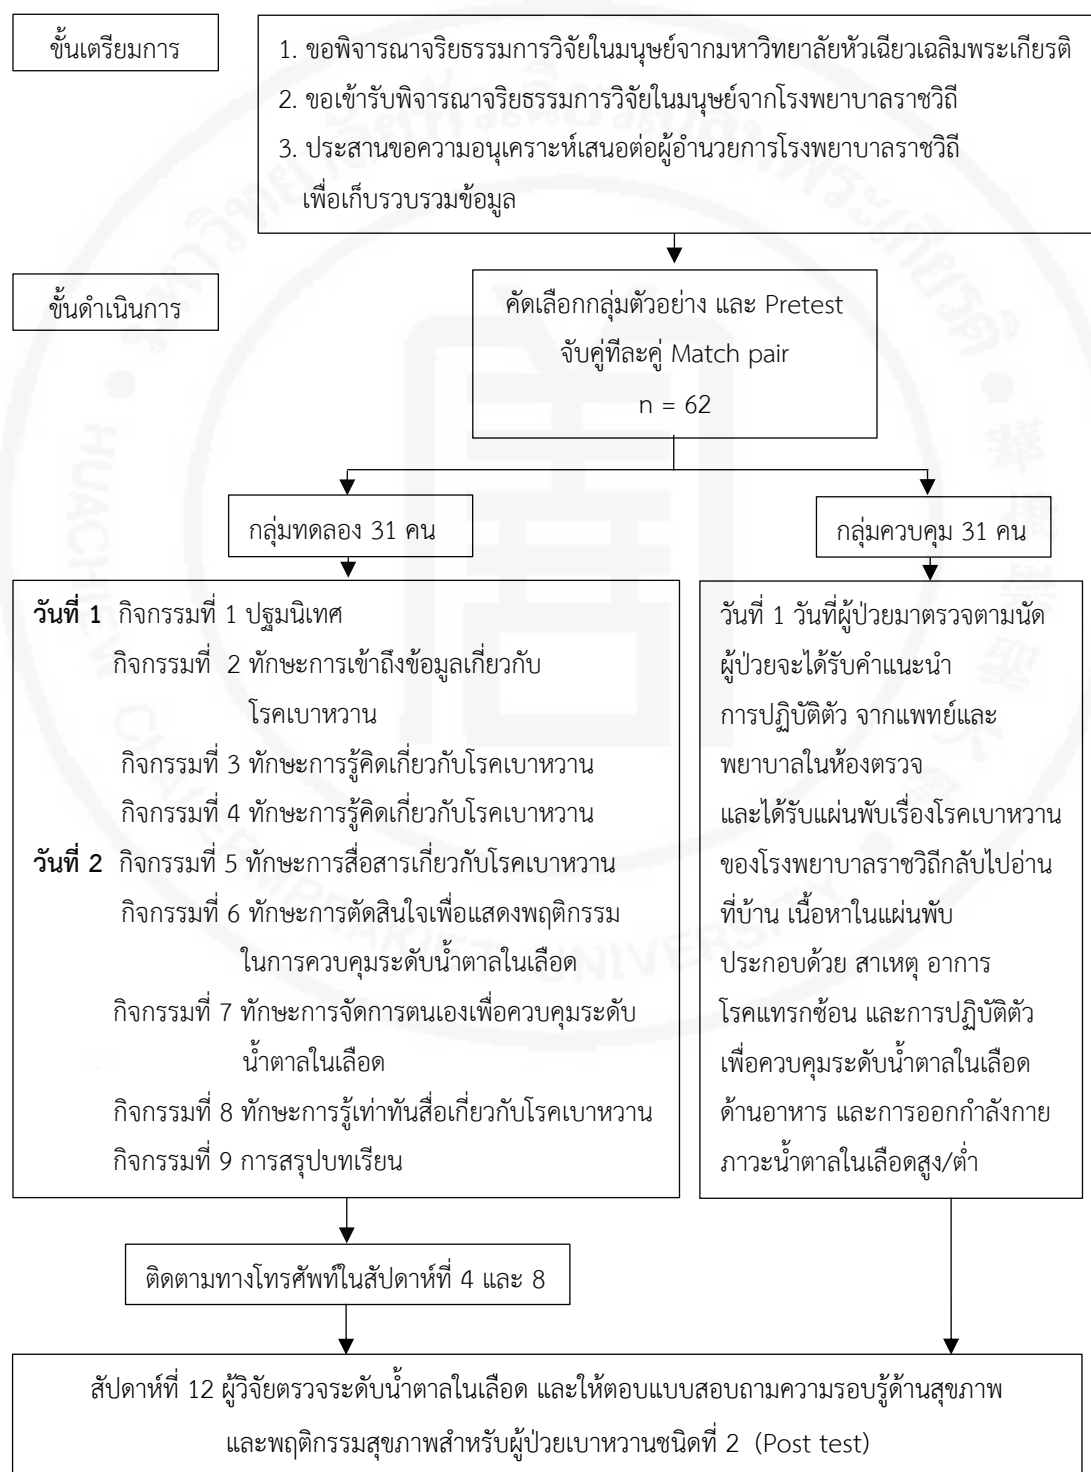 ขั้นเตรียมการ
1. ขอพิจารณาจริยธรรมการวิจัยในมนุษย์จากมหาวิทยาลัยหัวเฉียวเฉลิมพระเกียรติ
2. ขอเข้ารับพิจารณาจริยธรรมการวิจัยในมนุษย์จากโรงพยาบาลราชวิถี
3. ประสานขอความอนุเคราะห์เสนอต่อผู้อำนวยการโรงพยาบาลราชวิถี
เพื่อเก็บรวบรวมข้อมูล
ขั้นดำเนินการ
คัดเลือกกลุ่มตัวอย่าง และ Pretest
จับคู่ทีละคู่ Match pair
n = 62
กลุ่มทดลอง 31 คน
กลุ่มควบคุม 31 คน
วันที่ 1 กิจกรรมที่ 1 ปฐมนิเทศ
กิจกรรมที่ 2 ทักษะการเข้าถึงข้อมูลเกี่ยวกับ
โรคเบาหวาน
กิจกรรมที่ 3 ทักษะการรู้คิดเกี่ยวกับโรคเบาหวาน
กิจกรรมที่ 4 ทักษะการรู้คิดเกี่ยวกับโรคเบาหวาน
วันที่ 2 กิจกรรมที่ 5 ทักษะการสื่อสารเกี่ยวกับโรคเบาหวาน
กิจกรรมที่ 6 ทักษะการตัดสินใจเพื่อแสดงพฤติกรรม
ในการควบคุมระดับน้ำตาลในเลือด
กิจกรรมที่ 7 ทักษะการจัดการตนเองเพื่อควบคุมระดับ
น้ำตาลในเลือด
กิจกรรมที่ 8 ทักษะการรู้เท่าทันสื่อเกี่ยวกับโรคเบาหวาน
กิจกรรมที่ 9 การสรุปบทเรียน
วันที่ 1 วันที่ผู้ป่วยมาตรวจตามนัด
ผู้ป่วยจะได้รับคำแนะนำ
การปฏิบัติตัว จากแพทย์และ
พยาบาลในห้องตรวจ
และได้รับแผ่นพับเรื่องโรคเบาหวาน
ของโรงพยาบาลราชวิถีกลับไปอ่าน
ที่บ้าน เนื้อหาในแผ่นพับ
ประกอบด้วย สาเหตุ อาการ
โรคแทรกซ้อน และการปฏิบัติตัว
เพื่อควบคุมระดับน้ำตาลในเลือด
ด้านอาหาร และการออกกำลังกาย
ภาวะน้ำตาลในเลือดสูง/ต่ำ
ติดตามทางโทรศัพท์ในสัปดาห์ที่ 4 และ 8
สัปดาห์ที่ 12 ผู้วิจัยตรวจระดับน้ำตาลในเลือด และให้ตอบแบบสอบถามความรอบรู้ด้านสุขภาพ
และพฤติกรรมสุขภาพสำหรับผู้ป่วยเบาหวานชนิดที่ 2 (Post test)